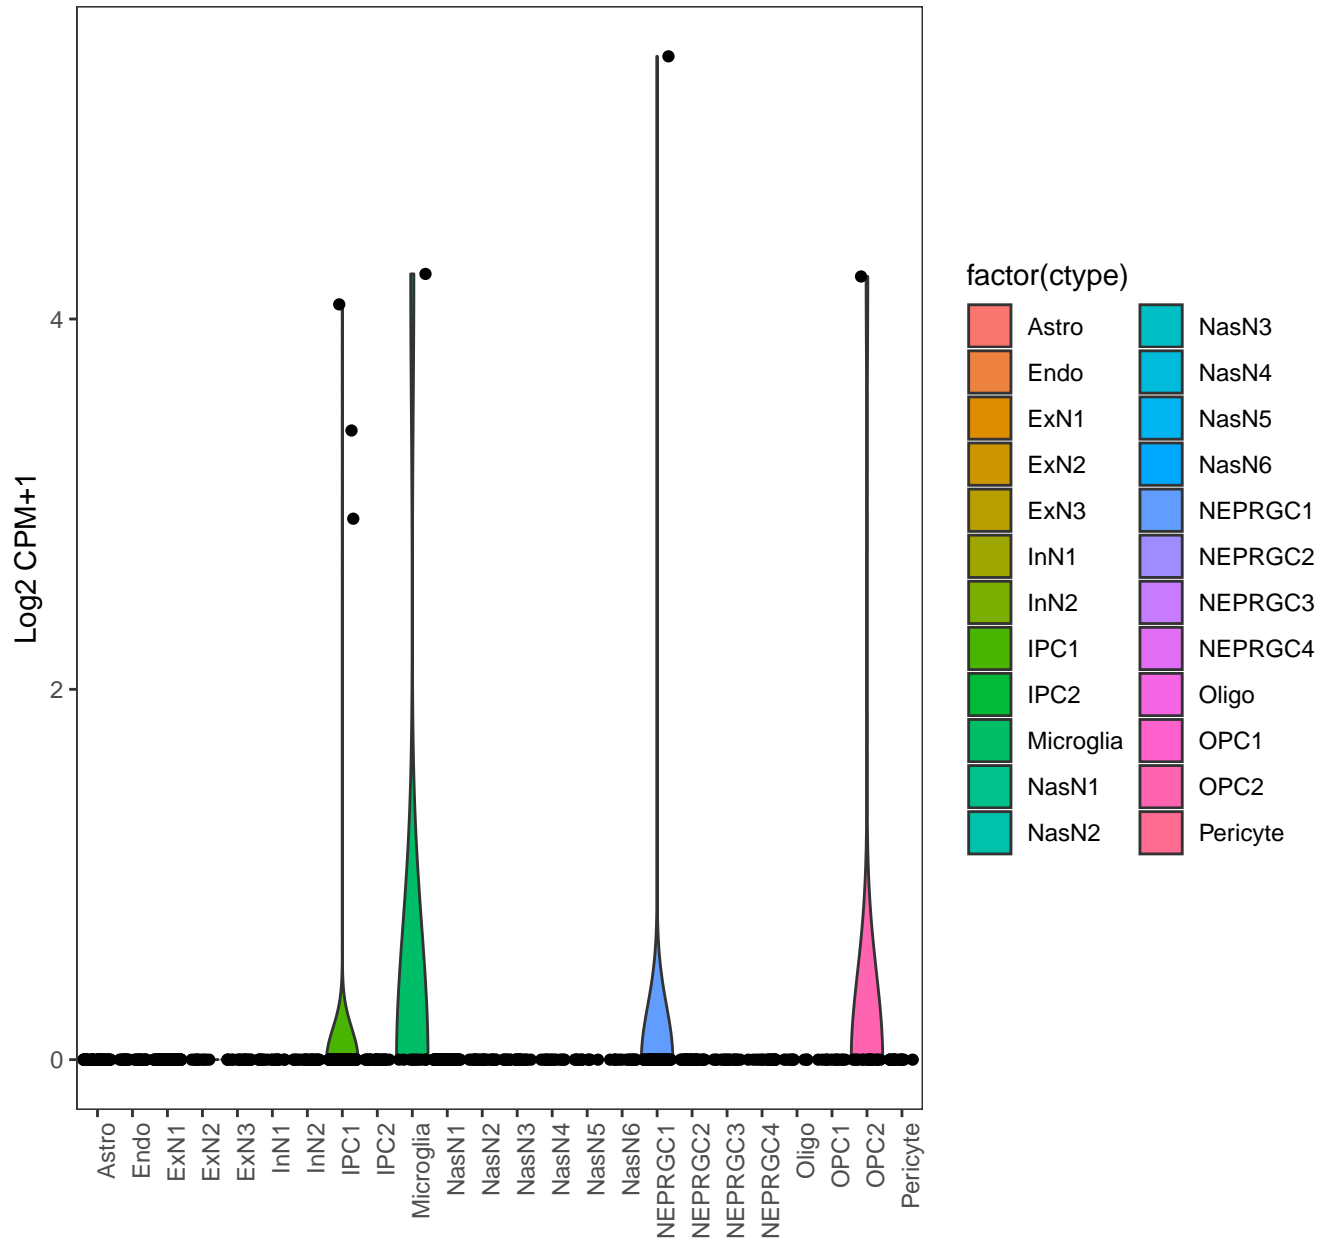 Log2 CPM+1
4
2
0
Astro
Endo
ExN1
ExN2
ExN3
InN1
InN2
IPC1
IPC2
Microglia
NasN1
NasN2
NasN3
NasN4
NasN5
NasN6
NEPRGC1
NEPRGC2
NEPRGC3
NEPRGC4
Oligo
OPC1
OPC2
Pericyte
factor(ctype)
Astro
Endo
ExN1
ExN2
ExN3
InN1
InN2
IPC1
IPC2
Microglia
NasN1
NasN2
NasN3
NasN4
NasN5
NasN6
NEPRGC1
NEPRGC2
NEPRGC3
NEPRGC4
Oligo
OPC1
OPC2
Pericyte